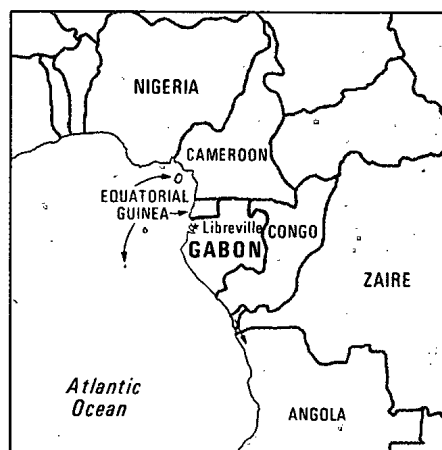 NIGERIA
CAMEROON
EQUATORIAL
GUINEA
* Libreville
GABON
CONGO
ZAIRE
Atlantic
Ocean
ANGOLA